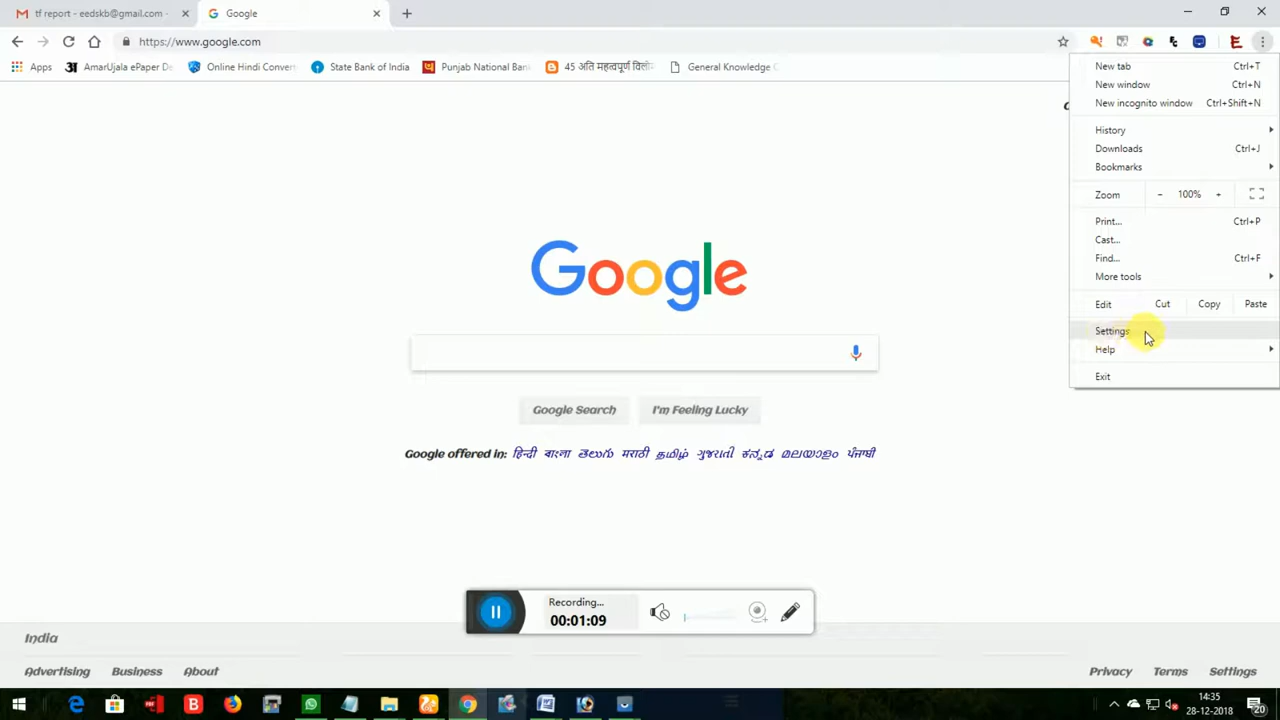 tf report - eedskb@gmail.com -
Google
https://www.google.com
Apps
AmarUjala ePaper De
Online Hindi Convert
State Bank of India
Punjab National Ban
45 अति महत्वपूर्ण
General Knowledge
New tab Ctrl+T
New window Ctrl+N
New incognito window Ctrl+Shift+N
History
Downloads Ctrl+J
Bookmarks
Zoom - 100% +
Print... Ctrl+P
Cast...
Find... Ctrl+F
More tools
Edit Cut Copy Paste
Settings
Help
Exit
Google
Google Search
I'm Feeling Lucky
Google offered in: हिन्दी বাংলা తెలుగు मराठी தமிழ் ગુજરાતી ಕನ್ನಡ മലയാളം ਪੰਜਾਬੀ
Recording...
00:01:09
India
Advertising Business About
Privacy Terms Settings
14:35
28-12-2018
20